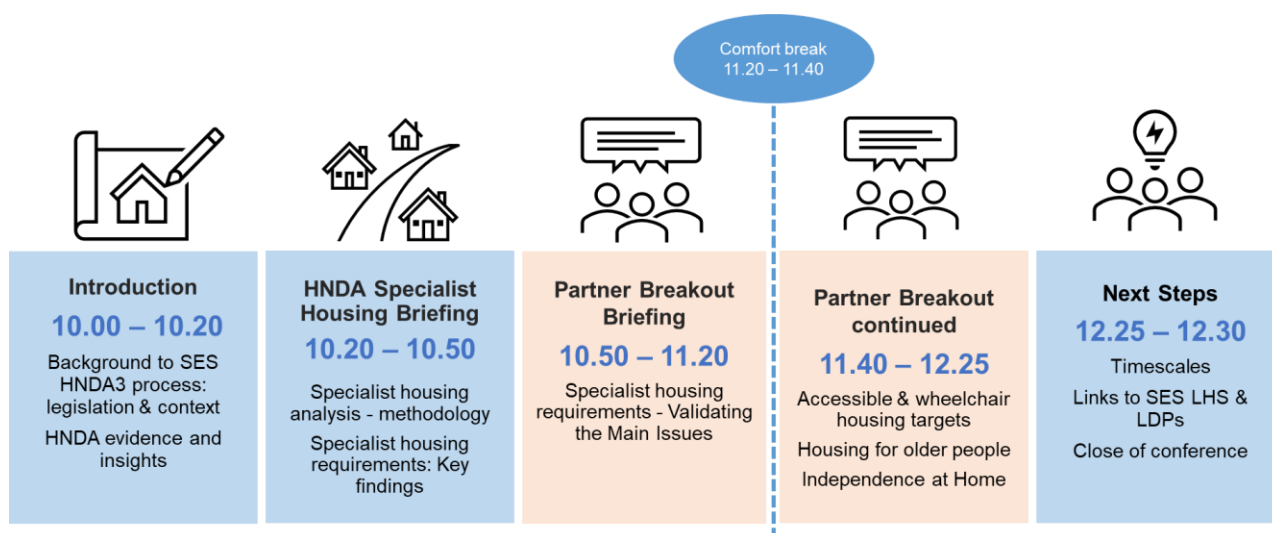 Comfort break
11.20 – 11.40
Introduction
10.00 – 10.20
Background to SES
HNDA3 process:
legislation & context
HNDA evidence and
insights
HNDA Specialist
Housing Briefing
10.20 – 10.50
Specialist housing
analysis - methodology
Specialist housing
requirements: Key
findings
Partner Breakout
Briefing
10.50 – 11.20
Specialist housing
requirements - Validating
the Main Issues
Partner Breakout
continued
11.40 – 12.25
Accessible & wheelchair
housing targets
Housing for older people
Independence at Home
Next Steps
12.25 – 12.30
Timescales
Links to SES LHS &
LDPs
Close of conference